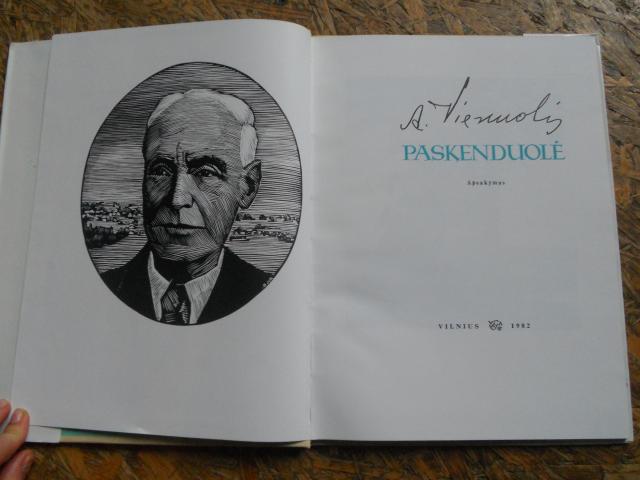 A. Vienuolis
PASKENDUOLĖ
Apsakymas
VILNIUS 1982